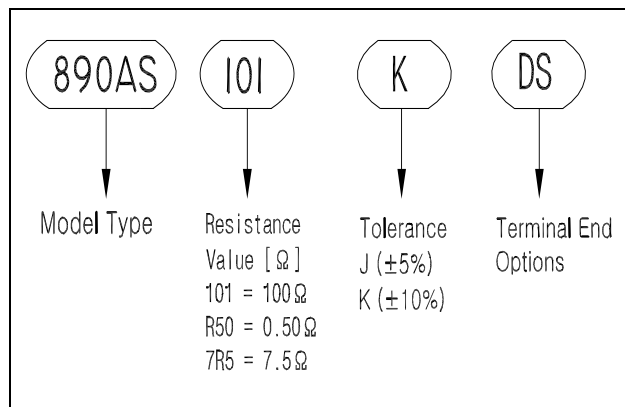 890AS 101 K DS
Model Type
Resistance
Value [Ω]
101 = 100Ω
R50 = 0.50Ω
7R5 = 7.5Ω
Tolerance
J (±5%)
K (±10%)
Terminal End
Options